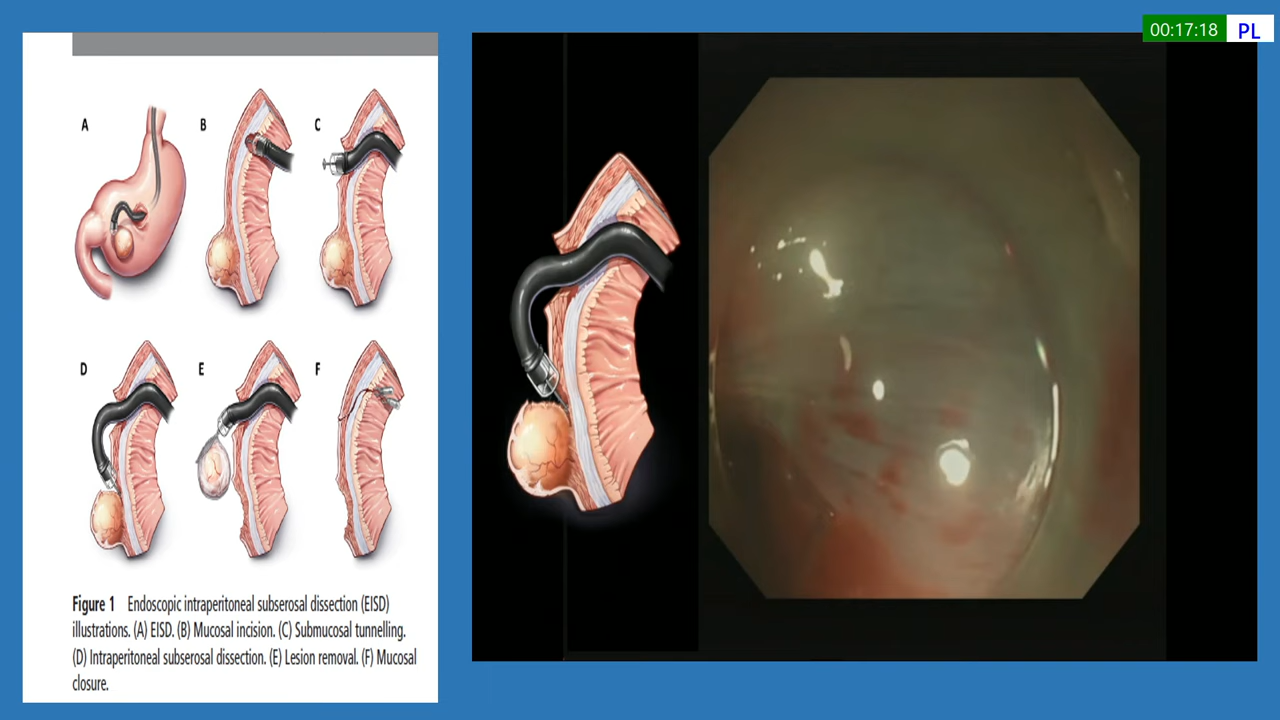 00:17:18 PL
A
B
C
D
E
F
Figure 1 Endoscopic intraperitoneal subserosal dissection (EISD)
illustrations. (A) EISD. (B) Mucosal incision. (C) Submucosal tunnelling.
(D) Intraperitoneal subserosal dissection. (E) Lesion removal. (F) Mucosal
closure.